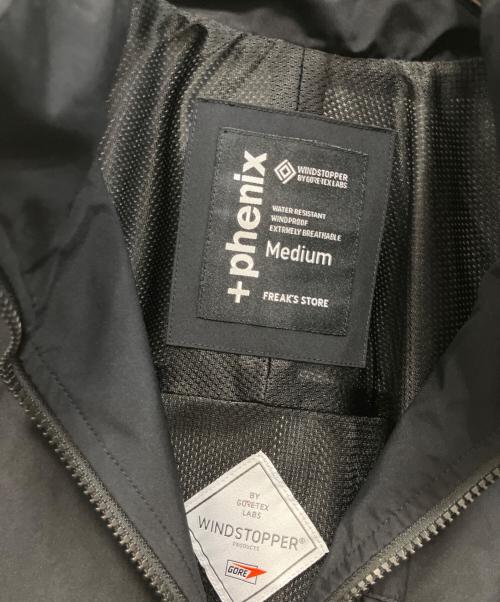 +phenix
WINDSTOPPER
BY GORE-TEX LABS
WATER RESISTANT
WINDPROOF
EXTRMELY BREATHABLE
Medium
FREAK'S STORE
BY
GORE-TEX
LABS
WINDSTOPPER®
PRODUCTS
GORE